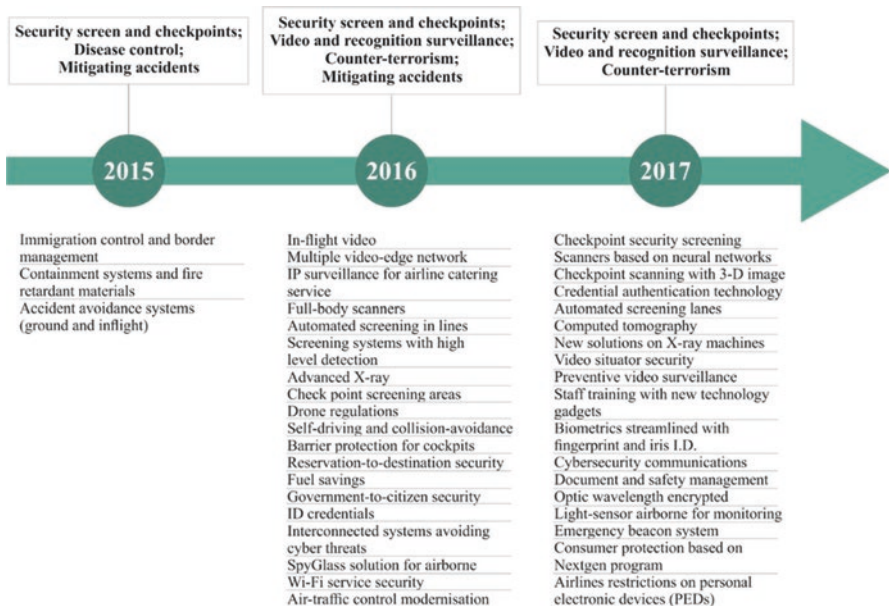 Security screen and checkpoints;
Disease control;
Mitigating accidents
Security screen and checkpoints;
Video and recognition surveillance;
Counter-terrorism;
Mitigating accidents
Security screen and checkpoints;
Video and recognition surveillance;
Counter-terrorism
2015
2016
2017
Immigration control and border
management
Containment systems and fire
retardant materials
Accident avoidance systems
(ground and inflight)
In-flight video
Multiple video-edge network
IP surveillance for airline catering
service
Full-body scanners
Automated screening in lines
Screening systems with high
level detection
Advanced X-ray
Check point screening areas
Drone regulations
Self-driving and collision-avoidance
Barrier protection for cockpits
Reservation-to-destination security
Fuel savings
Government-to-citizen security
ID credentials
Interconnected systems avoiding
cyber threats
SpyGlass solution for airborne
Wi-Fi service security
Air-traffic control modernisation
Checkpoint security screening
Scanners based on neural networks
Checkpoint scanning with 3-D image
Credential authentication technology
Automated screening lanes
Computed tomography
New solutions on X-ray machines
Video situator security
Preventive video surveillance
Staff training with new technology
gadgets
Biometrics streamlined with
fingerprint and iris I.D.
Cybersecurity communications
Document and safety management
Optic wavelength encrypted
Light-sensor airborne for monitoring
Emergency beacon system
Consumer protection based on
Nextgen program
Airlines restrictions on personal
electronic devices (PEDs)